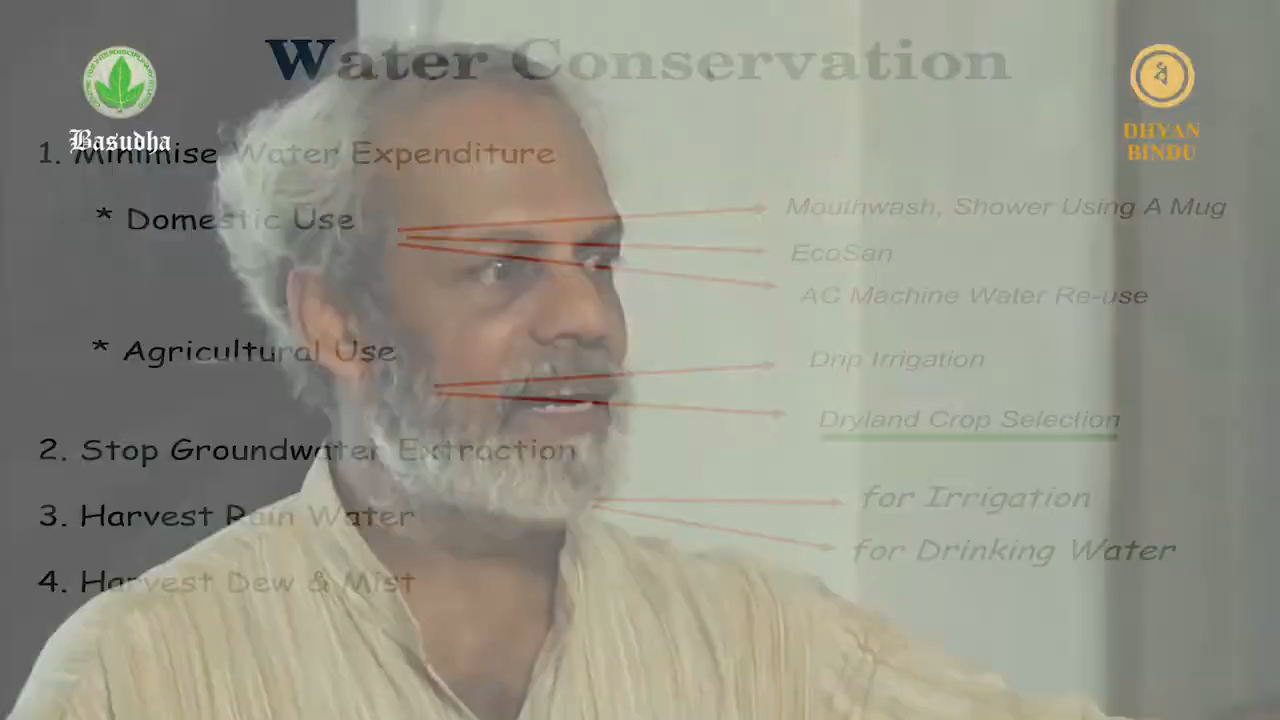 Water Conservation
Basudha
DHYAN
BINDU
1. Minimise Water Expenditure
* Domestic Use
Mouthwash, Shower Using A Mug
EcoSan
AC Machine Water Re-use
* Agricultural Use
Drip Irrigation
Dryland Crop Selection
2. Stop Groundwater Extraction
3. Harvest Rain Water
for Irrigation
for Drinking Water
4. Harvest Dew & Mist